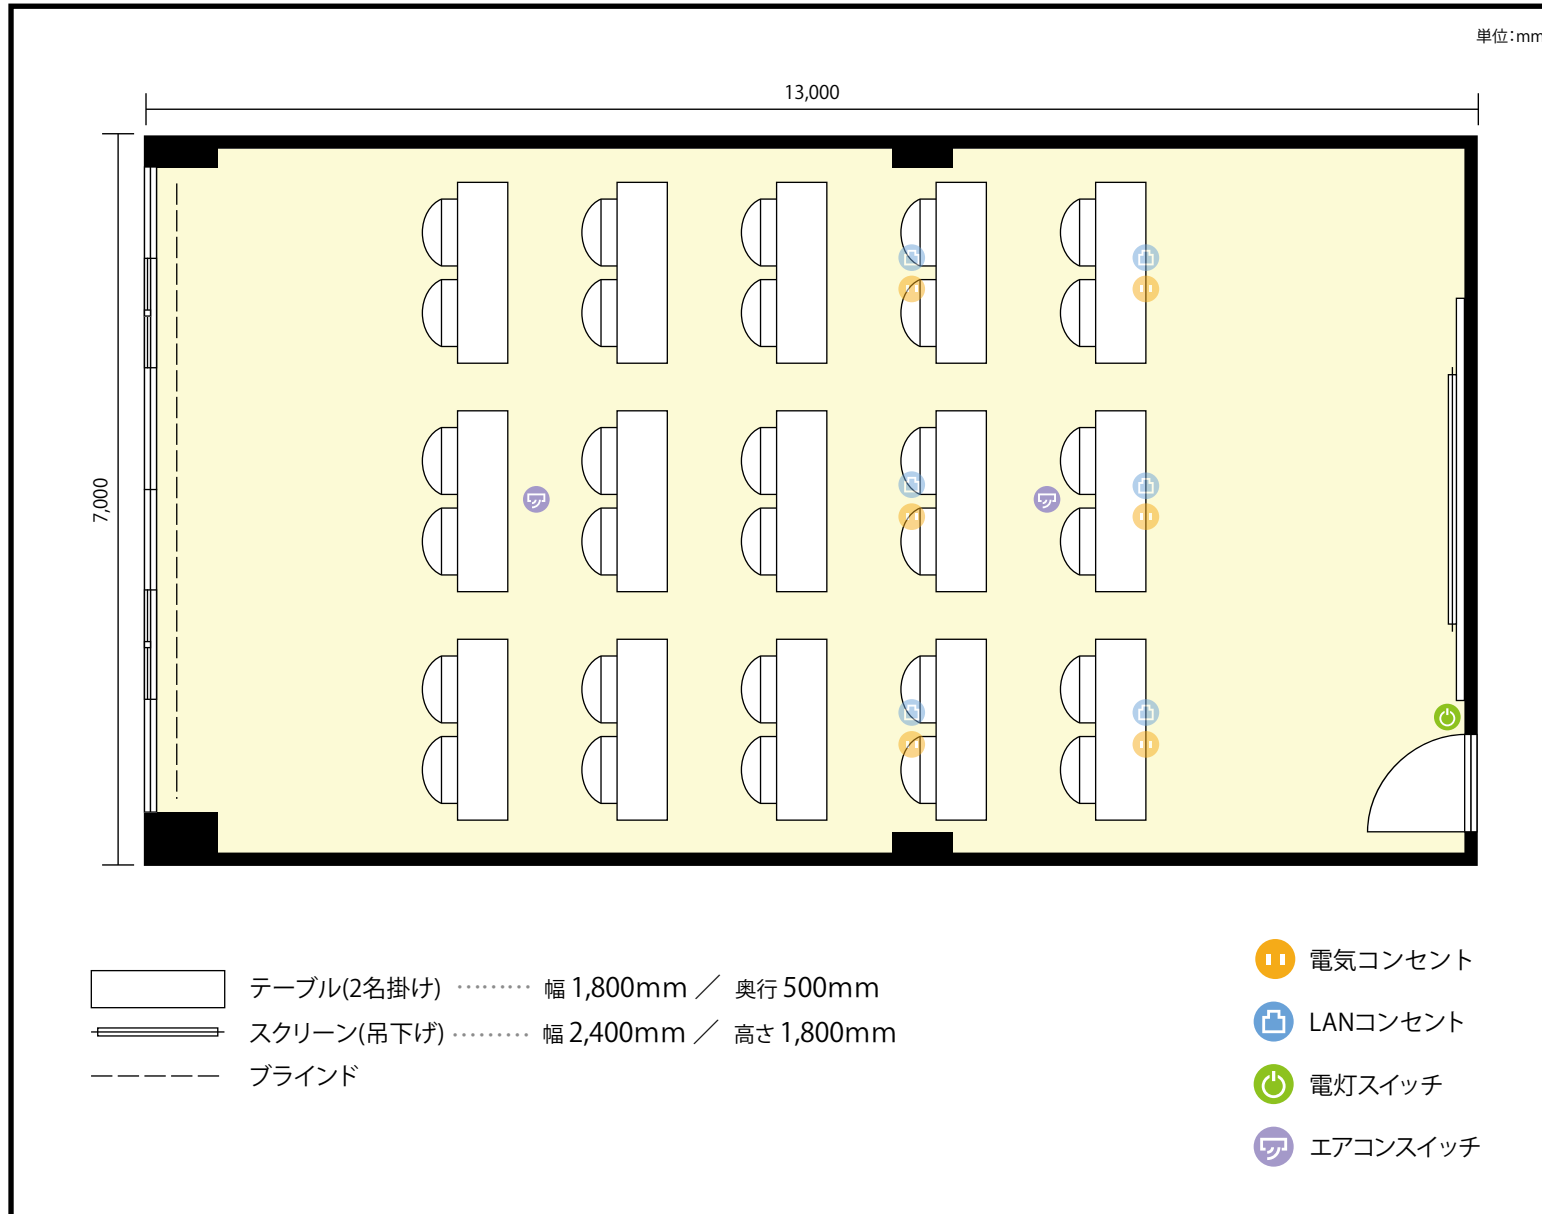 単位：mm
13,000
7,000
テーブル(2名掛け) ········· 幅 1,800mm ／ 奥行 500mm
スクリーン(吊下げ) ········· 幅 2,400mm ／ 高さ 1,800mm
ブラインド
電気コンセント
LANコンセント
電灯スイッチ
エアコンスイッチ